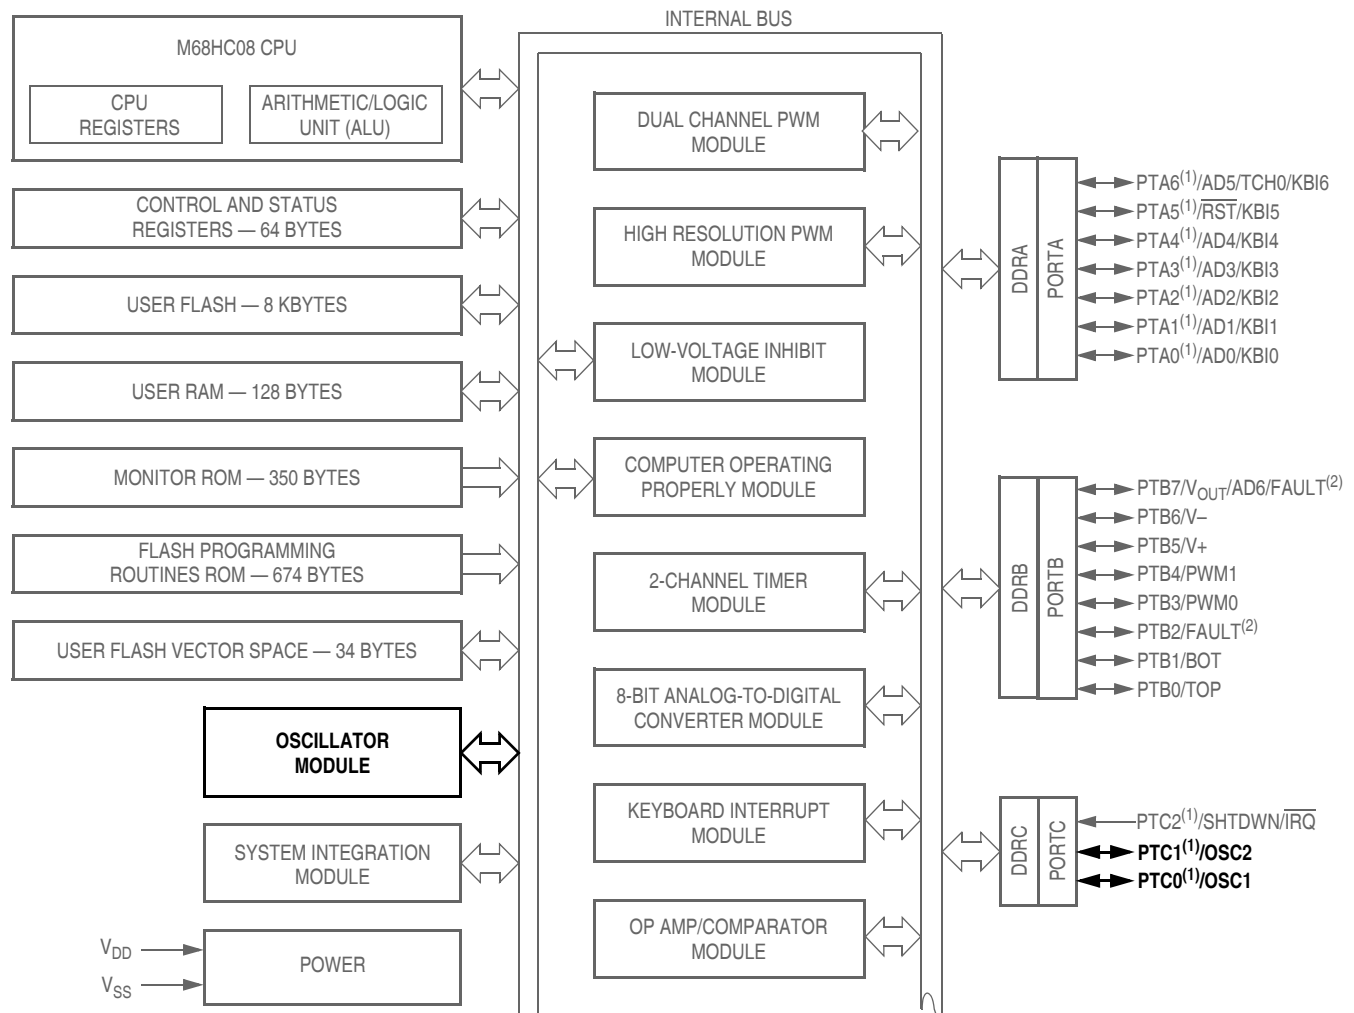 INTERNAL BUS
M68HC08 CPU
CPU
REGISTERS
ARITHMETIC/LOGIC
UNIT (ALU)
CONTROL AND STATUS
REGISTERS — 64 BYTES
USER FLASH — 8 KBYTES
USER RAM — 128 BYTES
MONITOR ROM — 350 BYTES
FLASH PROGRAMMING
ROUTINES ROM — 674 BYTES
USER FLASH VECTOR SPACE — 34 BYTES
OSCILLATOR
MODULE
SYSTEM INTEGRATION
MODULE
VDD
VSS
POWER
DUAL CHANNEL PWM
MODULE
HIGH RESOLUTION PWM
MODULE
LOW-VOLTAGE INHIBIT
MODULE
COMPUTER OPERATING
PROPERLY MODULE
2-CHANNEL TIMER
MODULE
8-BIT ANALOG-TO-DIGITAL
CONVERTER MODULE
KEYBOARD INTERRUPT
MODULE
OP AMP/COMPARATOR
MODULE
DDRA
PORTA
PTA6(1)/AD5/TCH0/KBI6
PTA5(1)/RST/KBI5
PTA4(1)/AD4/KBI4
PTA3(1)/AD3/KBI3
PTA2(1)/AD2/KBI2
PTA1(1)/AD1/KBI1
PTA0(1)/AD0/KBI0
DDRB
PORTB
PTB7/VOUT/AD6/FAULT(2)
PTB6/V–
PTB5/V+
PTB4/PWM1
PTB3/PWM0
PTB2/FAULT(2)
PTB1/BOT
PTB0/TOP
DDRC
PORTC
PTC2(1)/SHTDWN/IRQ
PTC1(1)/OSC2
PTC0(1)/OSC1